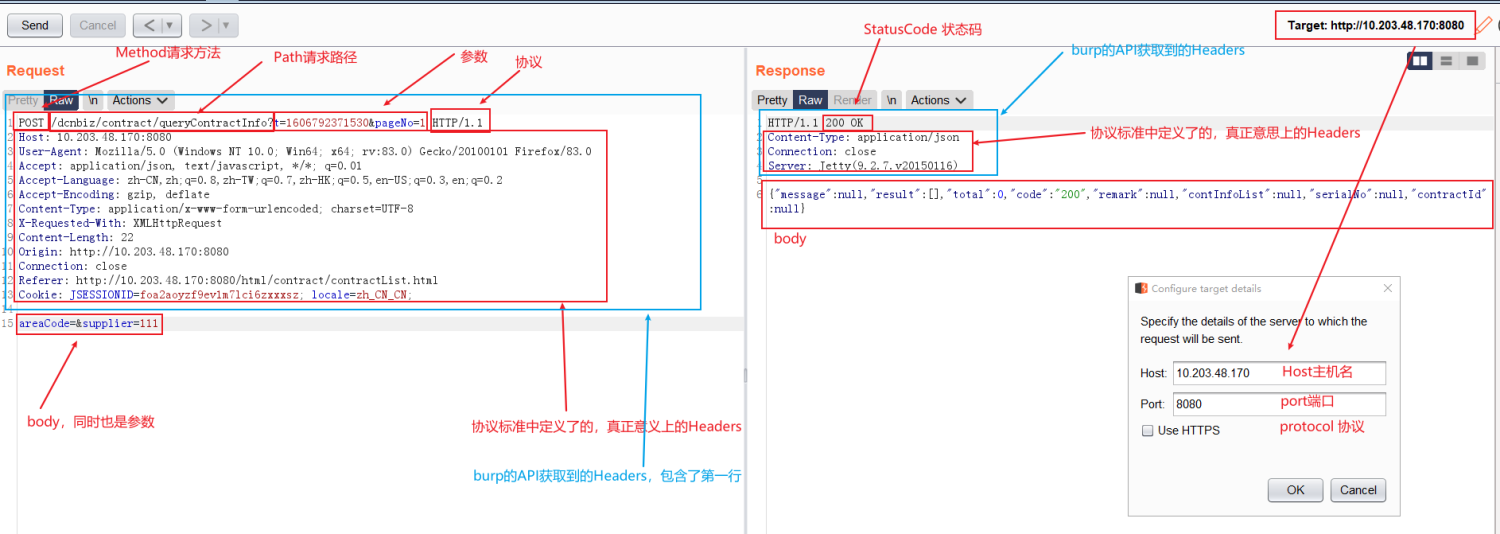 Send
Cancel
<
>
Target: http://10.203.48.170:8080
StatusCode 状态码
Method请求方法
Path请求路径
参数
协议
burp的API获取到的Headers
Request
Response
Pretty
Raw
\n
Actions
Pretty
Raw
Render
\n
Actions
1 POST /dcnbiz/contract/queryContractInfo?t=1606792371530&pageNo=1 HTTP/1.1
2 Host: 10.203.48.170:8080
3 User-Agent: Mozilla/5.0 (Windows NT 10.0; Win64; x64; rv:83.0) Gecko/20100101 Firefox/83.0
4 Accept: application/json, text/javascript, */*; q=0.01
5 Accept-Language: zh-CN,zh;q=0.8,zh-TW;q=0.7,zh-HK;q=0.5,en-US;q=0.3,en;q=0.2
6 Accept-Encoding: gzip, deflate
7 Content-Type: application/x-www-form-urlencoded; charset=UTF-8
8 X-Requested-With: XMLHttpRequest
9 Content-Length: 22
10 Origin: http://10.203.48.170:8080
11 Connection: close
12 Referer: http://10.203.48.170:8080/html/contract/contractList.html
13 Cookie: JSESSIONID=foa2aoyzf9ev1m7lci6zxxxsz; locale=zh_CN_CN;
14
15 areaCode=&supplier=111
body，同时也是参数
协议标准中定义了的，真正意义上的Headers
burp的API获取到的Headers，包含了第一行
1 HTTP/1.1 200 OK
2 Content-Type: application/json
3 Connection: close
4 Server: Jetty(9.2.7.v20150116)
5
6 {"message":null,"result":[],"total":0,"code":"200","remark":null,"contInfoList":null,"serialNo":null,"contractId"
:null}
协议标准中定义了的，真正意思上的Headers
body
Configure target details
Specify the details of the server to which the
request will be sent.
Host: 10.203.48.170 Host主机名
Port: 8080 port端口
Use HTTPS protocol 协议
OK
Cancel